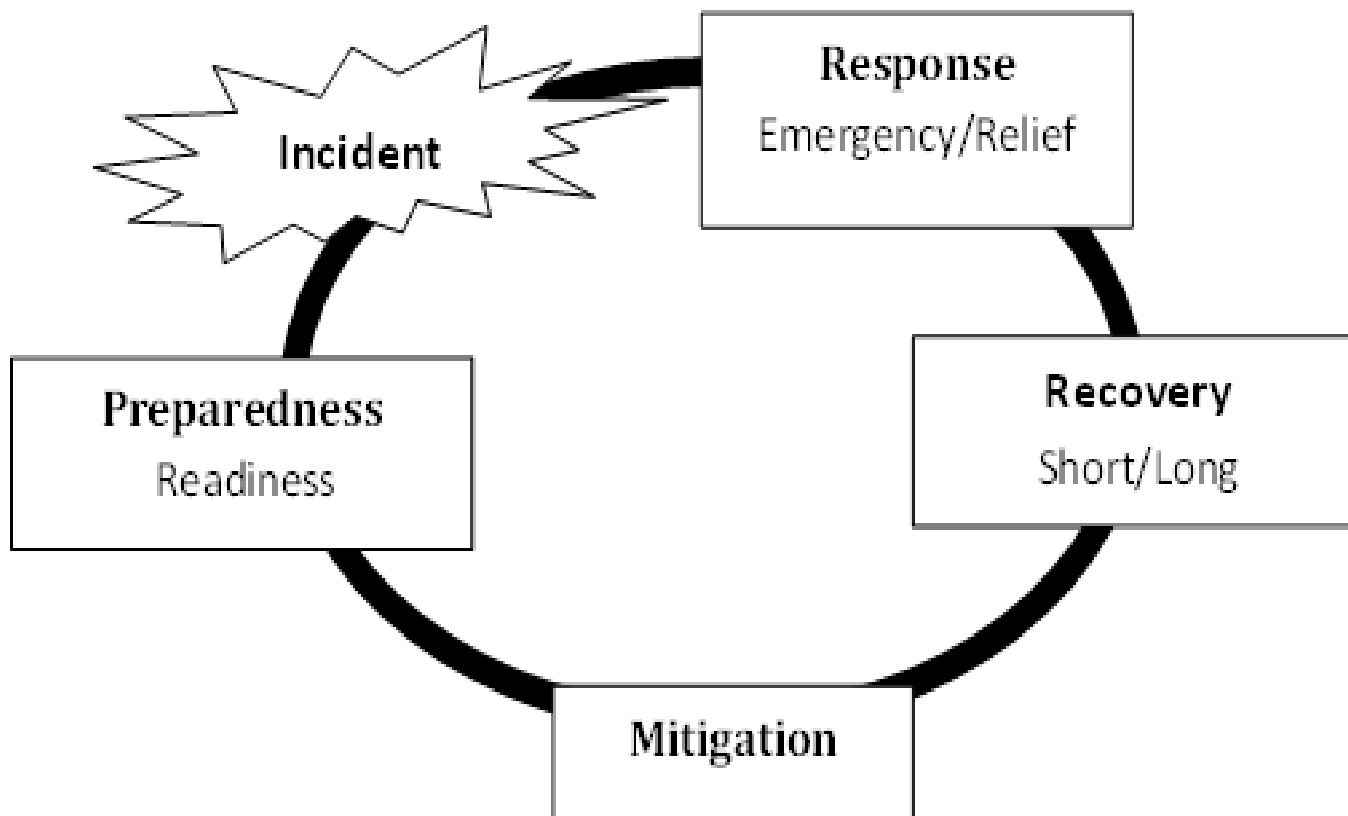 Incident
Response
Emergency/Relief
Preparedness
Readiness
Recovery
Short/Long
Mitigation